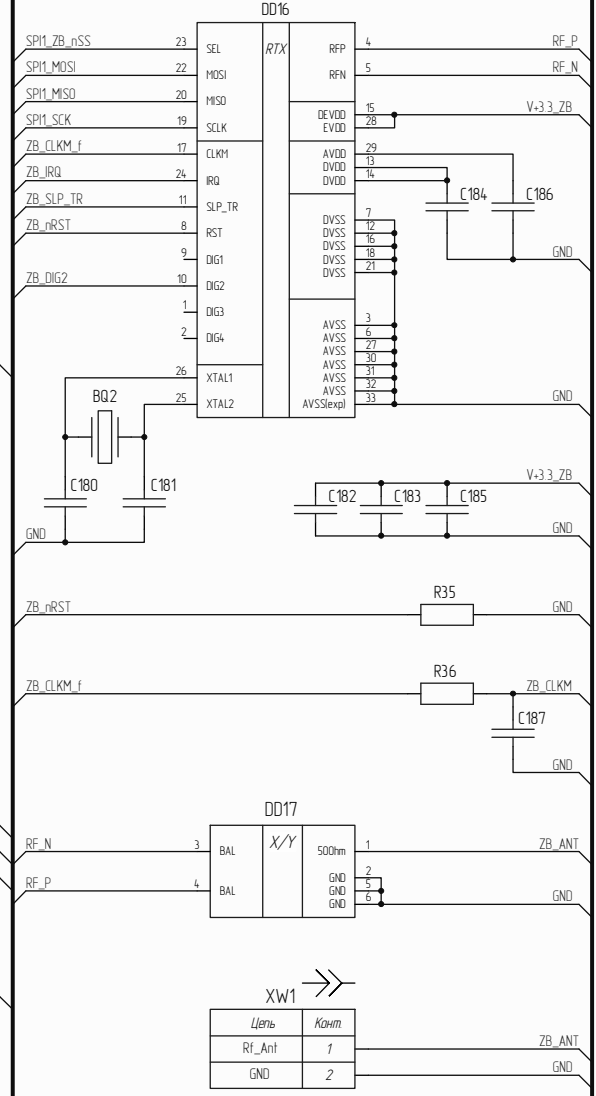 DD16
SPI1_ZB_nSS 23 SEL RTX RFP 4 RF_P
SPI1_MOSI 22 MOSI RFN 5 RF_N
SPI1_MISO 20 MISO
DEVDD 15 V+3.3_ZB
SPI1_SCK 19 SCLK EVDD 28
ZB_CLKM_f 17 CLKM AVDD 29
DVDD 13
ZB_IRQ 24 IRQ DVDD 14
C184 C186
ZB_SLP_TR 11 SLP_TR
DVSS 7
ZB_nRST 8 RST DVSS 12
DVSS 16
9 DIG1 DVSS 18 GND
DVSS 21
ZB_DIG2 10 DIG2
1 DIG3
AVSS 3
2 DIG4 AVSS 6
AVSS 27
AVSS 30
26 XTAL1 AVSS 31
AVSS 32
25 XTAL2 AVSS(exp) 33 GND
BQ2
C180 C181
V+3.3_ZB
C182 C183 C185
GND GND
R35
ZB_nRST GND
R36
ZB_CLKM_f ZB_CLKM
C187
GND
DD17
RF_N 3 BAL X/Y 50Ohm 1 ZB_ANT
GND 2
RF_P 4 BAL GND 5
GND 6 GND
XW1
Цепь Конт.
Rf_Ant 1 ZB_ANT
GND 2 GND